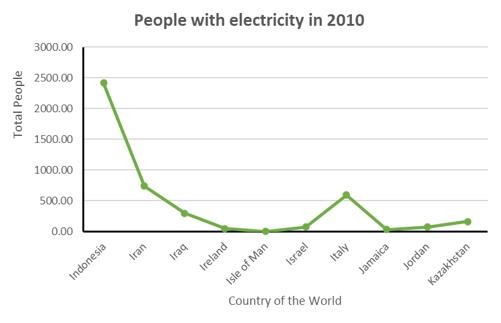 People with electricity in 2010
Total People
3000.00
2500.00
2000.00
1500.00
1000.00
500.00
0.00
Indonesia
Iran
Iraq
Ireland
Isle of Man
Israel
Italy
Jamaica
Jordan
Kazakhstan
Country of the World